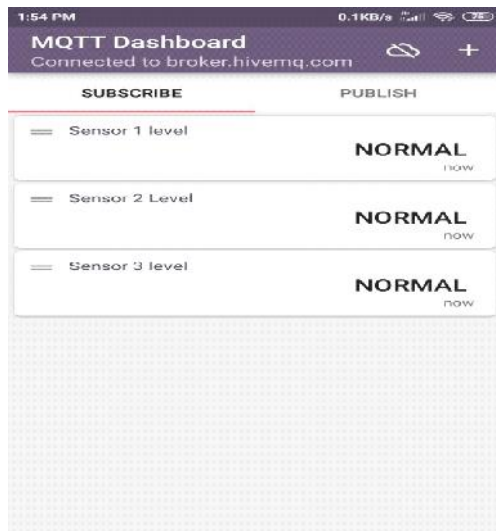 1:54 PM 0.1KB/s
MQTT Dashboard
Connected to broker.hivemq.com
SUBSCRIBE PUBLISH
Sensor 1 level
NORMAL
now
Sensor 2 Level
NORMAL
now
Sensor 3 level
NORMAL
now